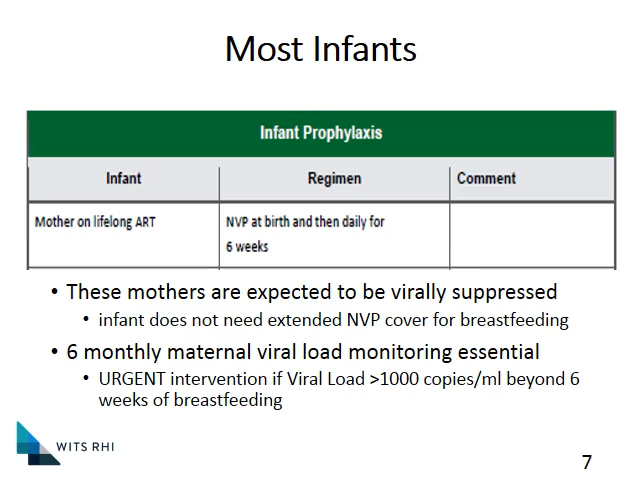 Most Infants
Infant Prophylaxis
Infant Regimen Comment
Mother on lifelong ART NVP at birth and then daily for
6 weeks
• These mothers are expected to be virally suppressed
• infant does not need extended NVP cover for breastfeeding
• 6 monthly maternal viral load monitoring essential
• URGENT intervention if Viral Load >1000 copies/ml beyond 6
weeks of breastfeeding
WITS RHI
7